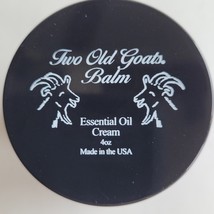 Two Old Goats
Balm
Essential Oil
Cream
4oz
Made in the USA